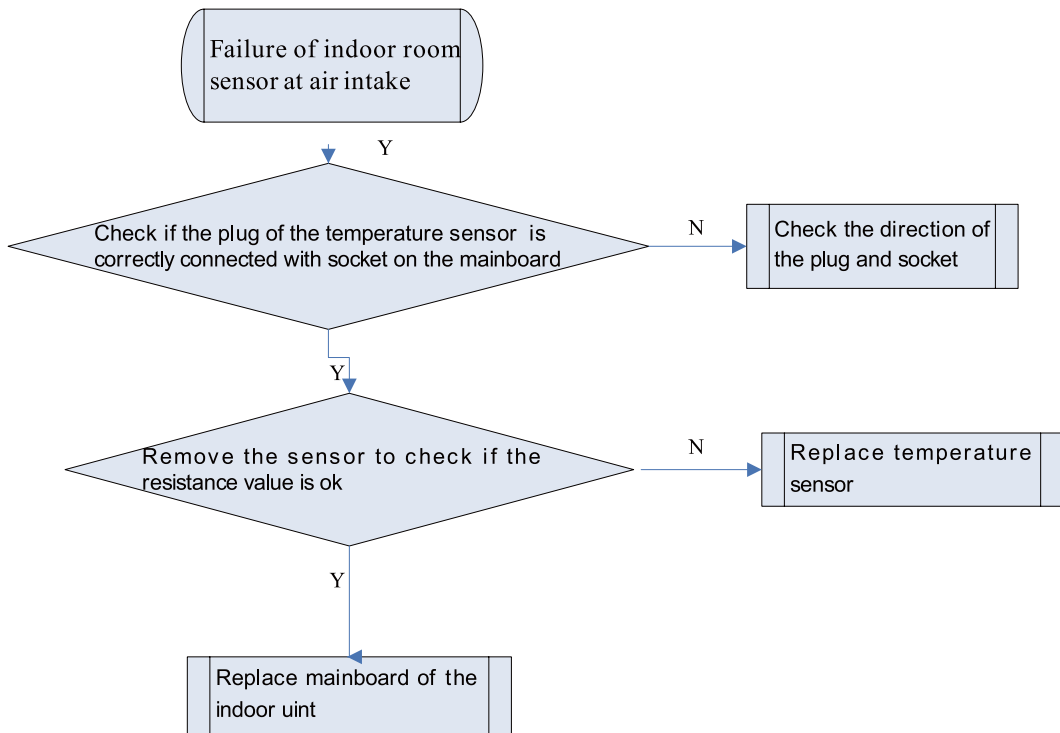 Failure of indoor room
sensor at air intake
Y
Check if the plug of the temperature sensor is
correctly connected with socket on the mainboard
N
Check the direction of
the plug and socket
Y
Remove the sensor to check if the
resistance value is ok
N
Replace temperature
sensor
Y
Replace mainboard of the
indoor uint